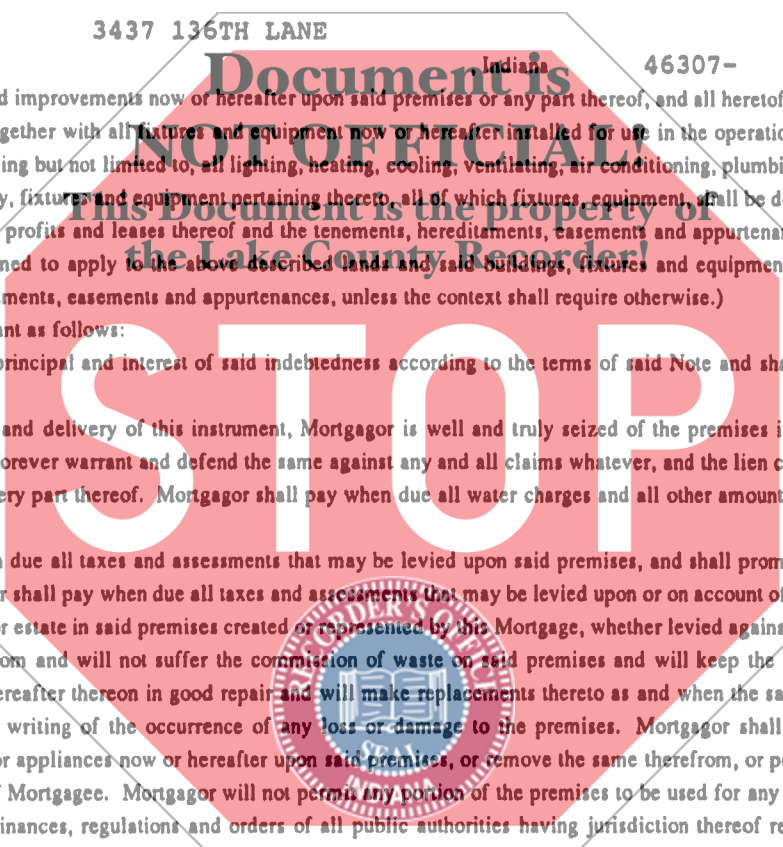 3437 136TH LANE
, Indiana 46307-
Document is
d improvements now or hereafter upon said premises or any part thereof, and all heretof
NOT OFFICIAL!
gether with all fixtures and equipment now or hereafter installed for use in the operatio
ing but not limited to, all lighting, heating, cooling, ventilating, air conditioning, plumbi
This Document is the property of
y, fixtures and equipment pertaining thereto, all of which fixtures, equipment, shall be d
profits and leases thereof and the tenements, hereditaments, easements and appurtena
the Lake County Recorder!
ned to apply to the above described lands and said buildings, fixtures and equipmen
ments, easements and appurtenances, unless the context shall require otherwise.)
ant as follows:
principal and interest of said indebtedness according to the terms of said Note and sha
STOP
and delivery of this instrument, Mortgagor is well and truly seized of the premises i
orever warrant and defend the same against any and all claims whatever, and the lien c
ery part thereof. Mortgagor shall pay when due all water charges and all other amount
due all taxes and assessments that may be levied upon said premises, and shall prom
r shall pay when due all taxes and assessments that may be levied upon or on account of
r estate in said premises created or represented by this Mortgage, whether levied agains
om and will not suffer the commission of waste on said premises and will keep the
ereafter thereon in good repair and will make replacements thereto as and when the sa
writing of the occurrence of any loss or damage to the premises. Mortgagor shall
or appliances now or hereafter upon said premises, or remove the same therefrom, or p
f Mortgagee. Mortgagor will not permit any portion of the premises to be used for any
inances, regulations and orders of all public authorities having jurisdiction thereof re
RECORDER'S OFFICE
SEAL
INDIANA